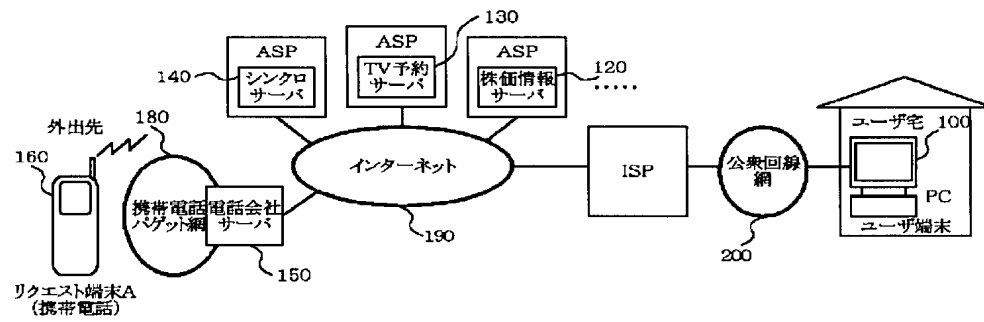 ASP
140
シンクロ
サーバ
130
ASP
TV予約
サーバ
ASP
株価情報
サーバ
120
.....
外出先
160
180
携帯電話
パケット網
電話会社
サーバ
150
インターネット
190
ISP
公衆回線
網
200
ユーザ宅
100
PC
ユーザ端末
リクエスト端末A
(携帯電話)